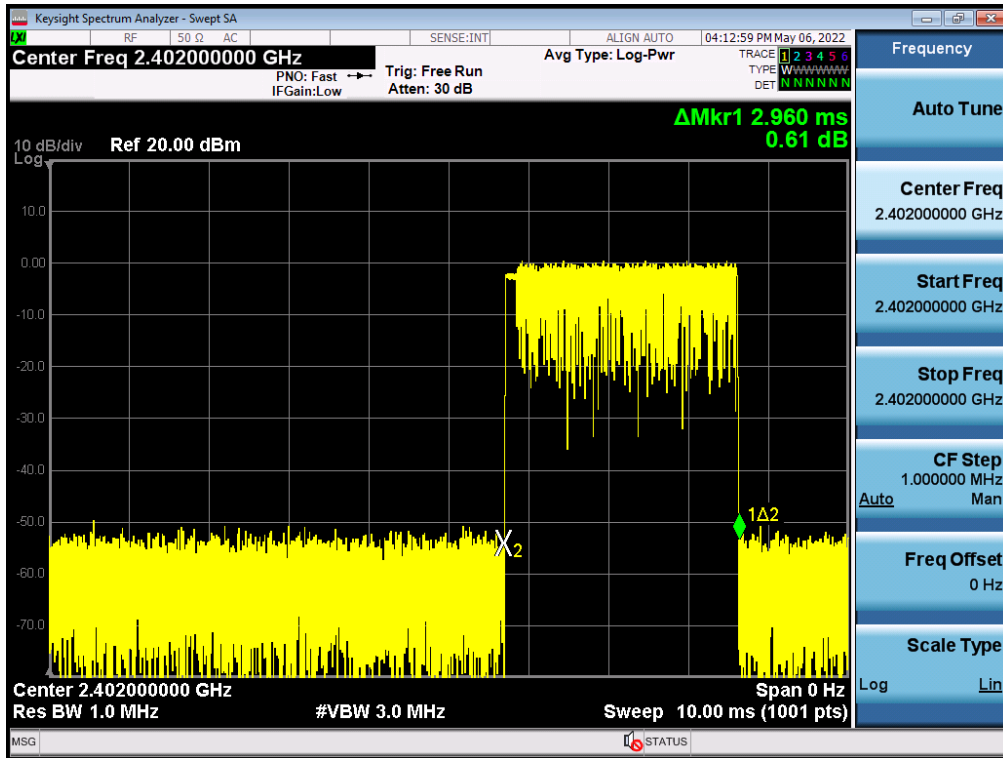 Keysight Spectrum Analyzer - Swept SA
LXI RF 50 Ω AC SENSE:INT ALIGN AUTO 04:12:59 PM May 06, 2022
Center Freq 2.402000000 GHz
PNO: Fast
IFGain:Low
Trig: Free Run
Atten: 30 dB
Avg Type: Log-Pwr
TRACE 1 2 3 4 5 6
TYPE WWWWWW
DET N N N N N N
ΔMkr1 2.960 ms
0.61 dB
10 dB/div Ref 20.00 dBm
Log
10.0
0.00
-10.0
-20.0
-30.0
-40.0
-50.0
-60.0
-70.0
2
1Δ2
Center 2.402000000 GHz Span 0 Hz
Res BW 1.0 MHz #VBW 3.0 MHz Sweep 10.00 ms (1001 pts)
MSG STATUS
Frequency
Auto Tune
Center Freq
2.402000000 GHz
Start Freq
2.402000000 GHz
Stop Freq
2.402000000 GHz
CF Step
1.000000 MHz
Auto Man
Freq Offset
0 Hz
Scale Type
Log Lin